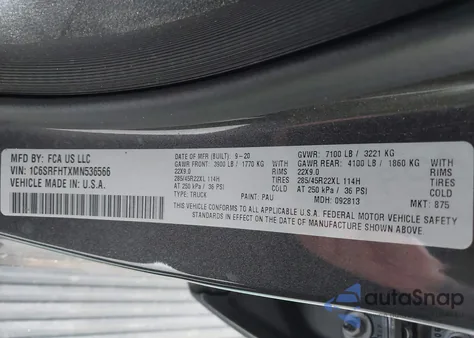 MFD BY: FCA US LLC
VIN: 1C6SRFHTXMN536566
VEHICLE MADE IN: U.S.A.
DATE OF MFR (BUILT): 9-20
GAWR FRONT: 3900 LB / 1770 KG
22X9.0 RIMS
285/45R22XL 114H TIRES
AT 250 kPa / 36 PSI
TYPE: TRUCK PAINT: PAU
GVWR: 7100 LB / 3221 KG
GAWR REAR: 4100 LB / 1860 KG
22X9.0 RIMS
285/45R22XL 114H TIRES
AT 250 kPa / 36 PSI
MDH: 092813 MKT: 875
THIS VEHICLE CONFORMS TO ALL APPLICABLE U.S.A. FEDERAL MOTOR VEHICLE SAFETY
STANDARDS IN EFFECT ON THE DATE OF MANUFACTURE SHOWN ABOVE.
autoSnap